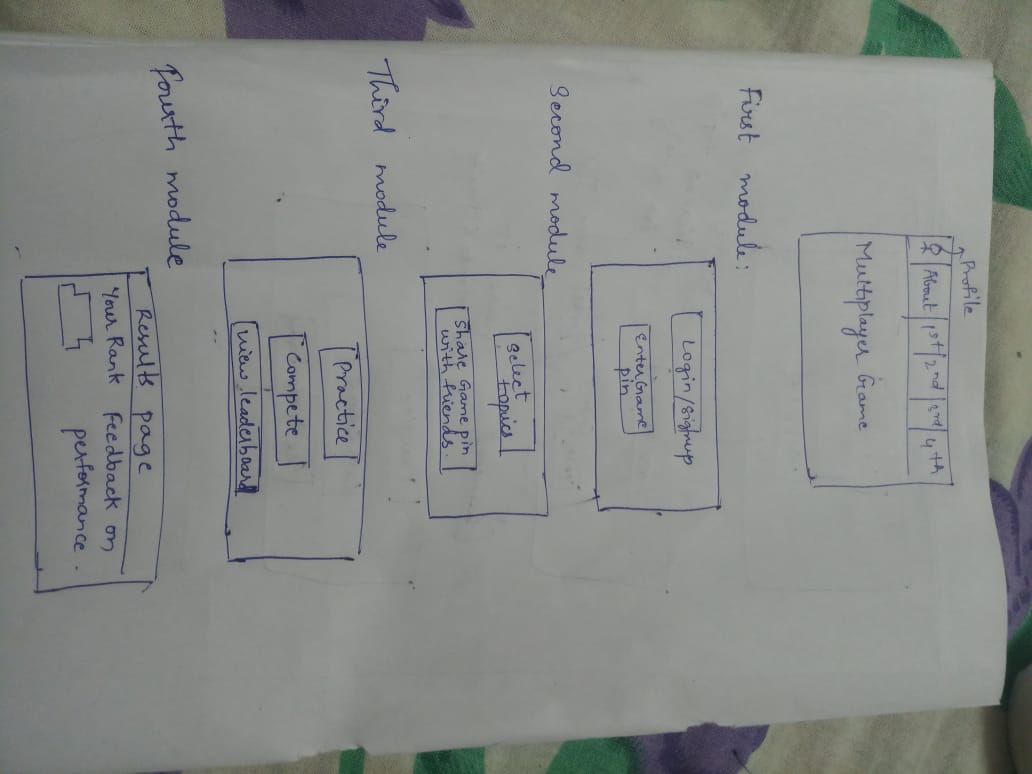 Profile
About 1st 2nd 3rd 4th
Multiplayer Game
First module:
Login/Signup
Enter Game
pin
Second module
Select
topics
Share Game pin
with friends.
Third module
Practice
Compete
View leaderboard
Fourth module
Results page
Your Rank Feedback on
performance.